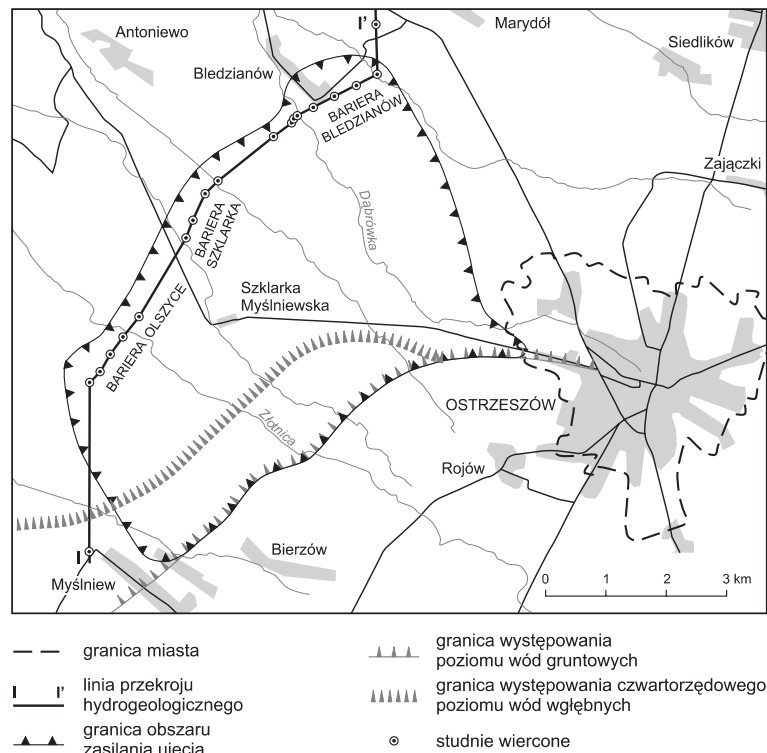 I'
Marydół
Antoniewo
Siedlików
Bledzianów
BARIERA
BLEDZIANÓW
Zajączki
Dąbrówka
BARIERA
SZKLARKA
Szklarka
Myślniewska
BARIERA OLSZYCE
OSTRZESZÓW
Złotnica
Rojów
I
Bierzów
Myślniew
0 1 2 3 km
granica miasta
I I' linia przekroju
hydrogeologicznego
granica obszaru
zasilania ujęcia
granica występowania
poziomu wód gruntowych
granica występowania czwartorzędowego
poziomu wód wgłębnych
studnie wiercone